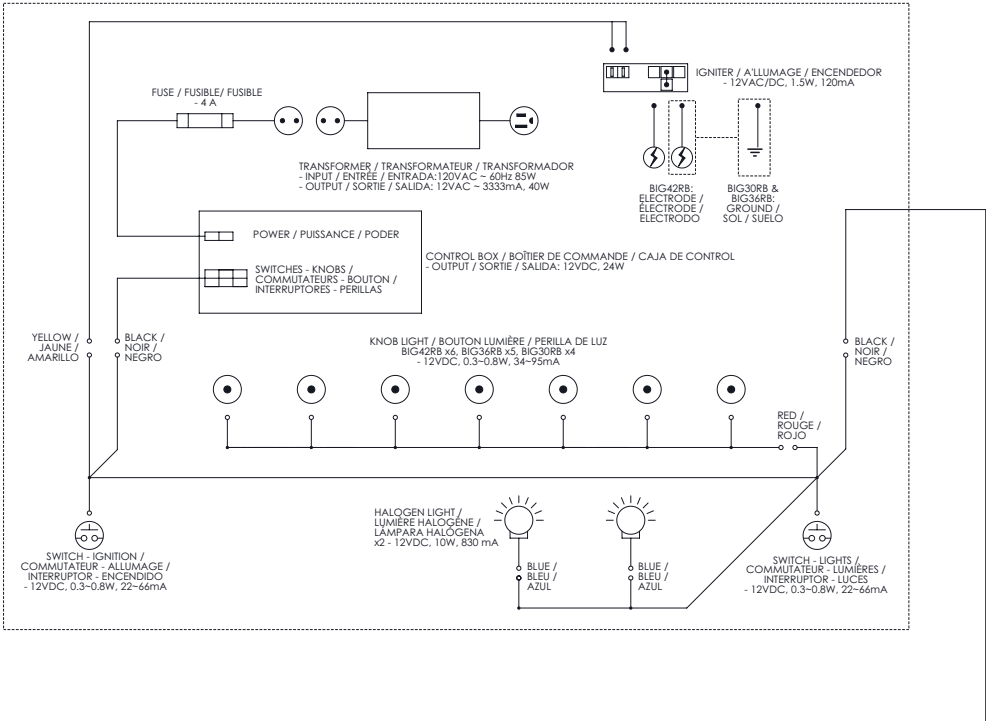 IGNITER / A'LLUMAGE / ENCENDEDOR
- 12VAC/DC, 1.5W, 120mA
FUSE / FUSIBLE/ FUSIBLE
- 4 A
TRANSFORMER / TRANSFORMATEUR / TRANSFORMADOR
- INPUT / ENTRÉE / ENTRADA:120VAC ~ 60Hz 85W
- OUTPUT / SORTIE / SALIDA: 12VAC ~ 3333mA, 40W
BIG42RB:
ELECTRODE /
ÉLECTRODE /
ELECTRODO
BIG30RB &
BIG36RB:
GROUND /
SOL / SUELO
POWER / PUISSANCE / PODER
SWITCHES - KNOBS /
COMMUTATEURS - BOUTON /
INTERRUPTORES - PERILLAS
CONTROL BOX / BOÎTIER DE COMMANDE / CAJA DE CONTROL
- OUTPUT / SORTIE / SALIDA: 12VDC, 24W
YELLOW /
JAUNE /
AMARILLO
BLACK /
NOIR /
NEGRO
KNOB LIGHT / BOUTON LUMIÈRE / PERILLA DE LUZ
BIG42RB x6, BIG36RB x5, BIG30RB x4
- 12VDC, 0.3~0.8W, 34~95mA
BLACK /
NOIR /
NEGRO
RED /
ROUGE /
ROJO
HALOGEN LIGHT /
LUMIÈRE HALOGÈNE /
LAMPARA HALÓGENA
x2 - 12VDC, 10W, 830 mA
BLUE /
BLEU /
AZUL
BLUE /
BLEU /
AZUL
SWITCH - IGNITION /
COMMUTATEUR - ALLUMAGE /
INTERRUPTOR - ENCENDIDO
- 12VDC, 0.3~0.8W, 22~66mA
SWITCH - LIGHTS /
COMMUTATEUR - LUMIÈRES /
INTERRUPTOR - LUCES
- 12VDC, 0.3~0.8W, 22~66mA